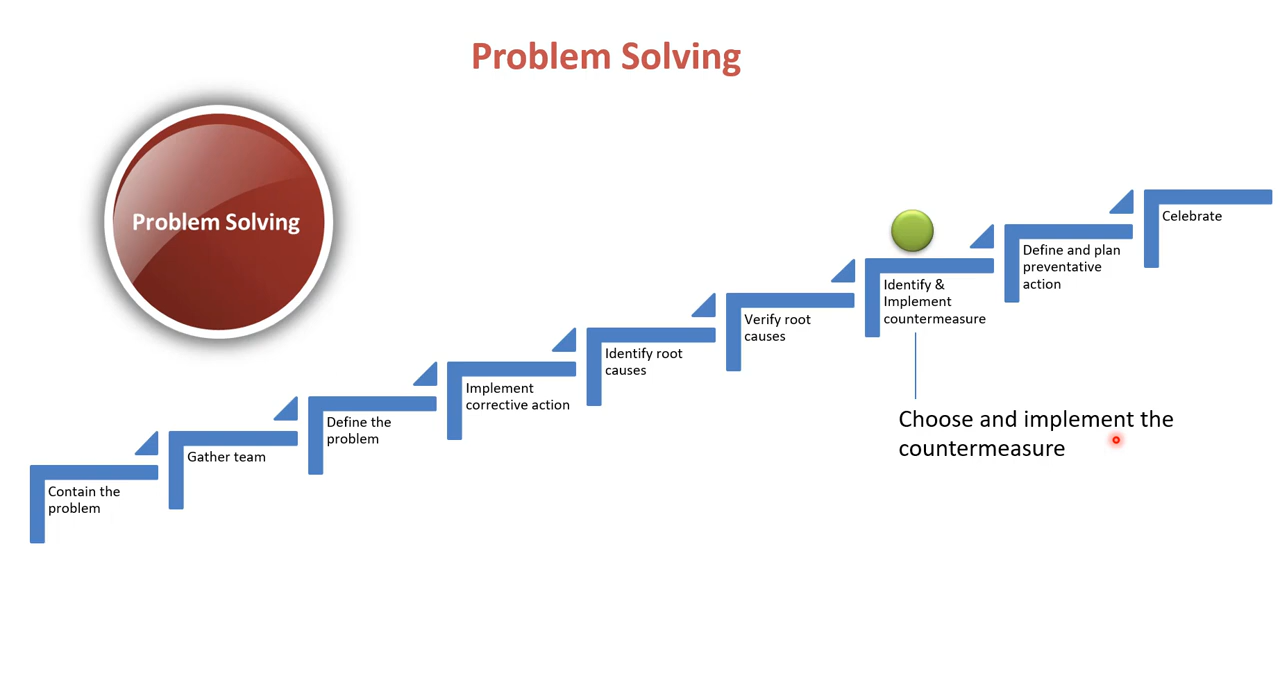 Problem Solving
Problem Solving
Contain the
problem
Gather team
Define the
problem
Implement
corrective action
Identify root
causes
Verify root
causes
Identify &
Implement
countermeasure
Define and plan
preventative
action
Celebrate
Choose and implement the
countermeasure